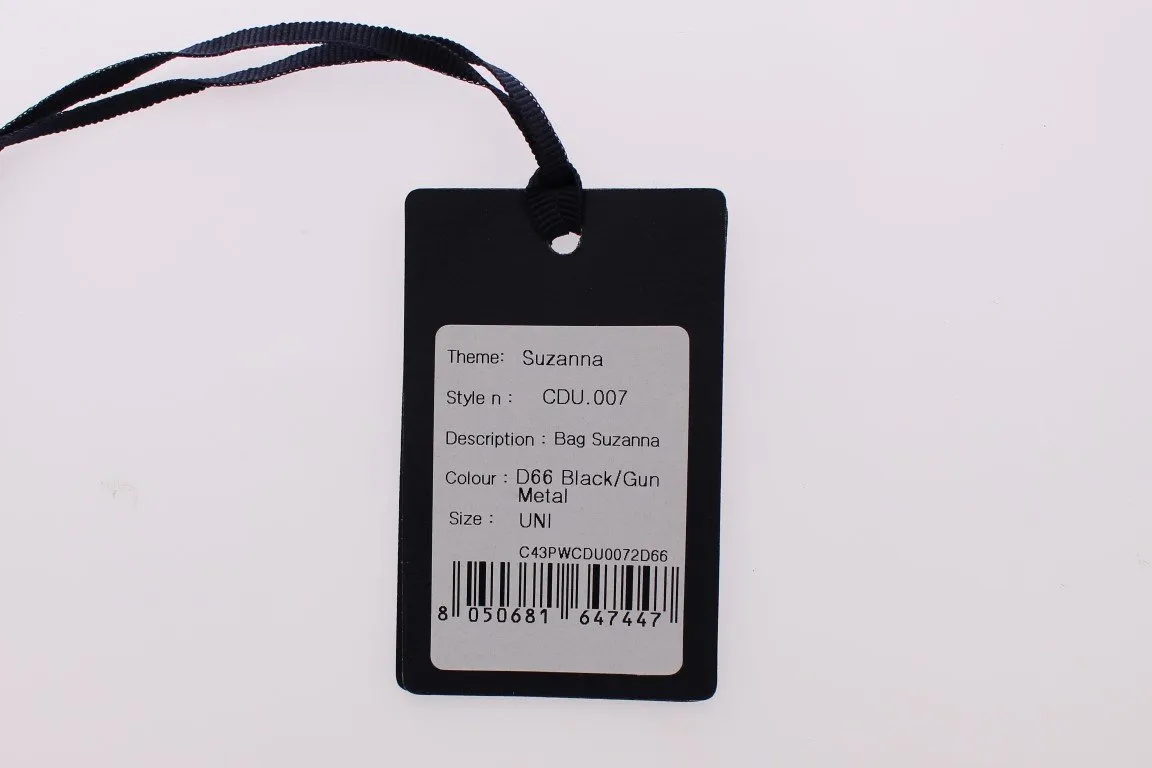 Theme: Suzanna
Style n : CDU.007
Description : Bag Suzanna
Colour : D66 Black/Gun
Metal
Size : UNI
C43PWCDU0072D66
8 050681 647447